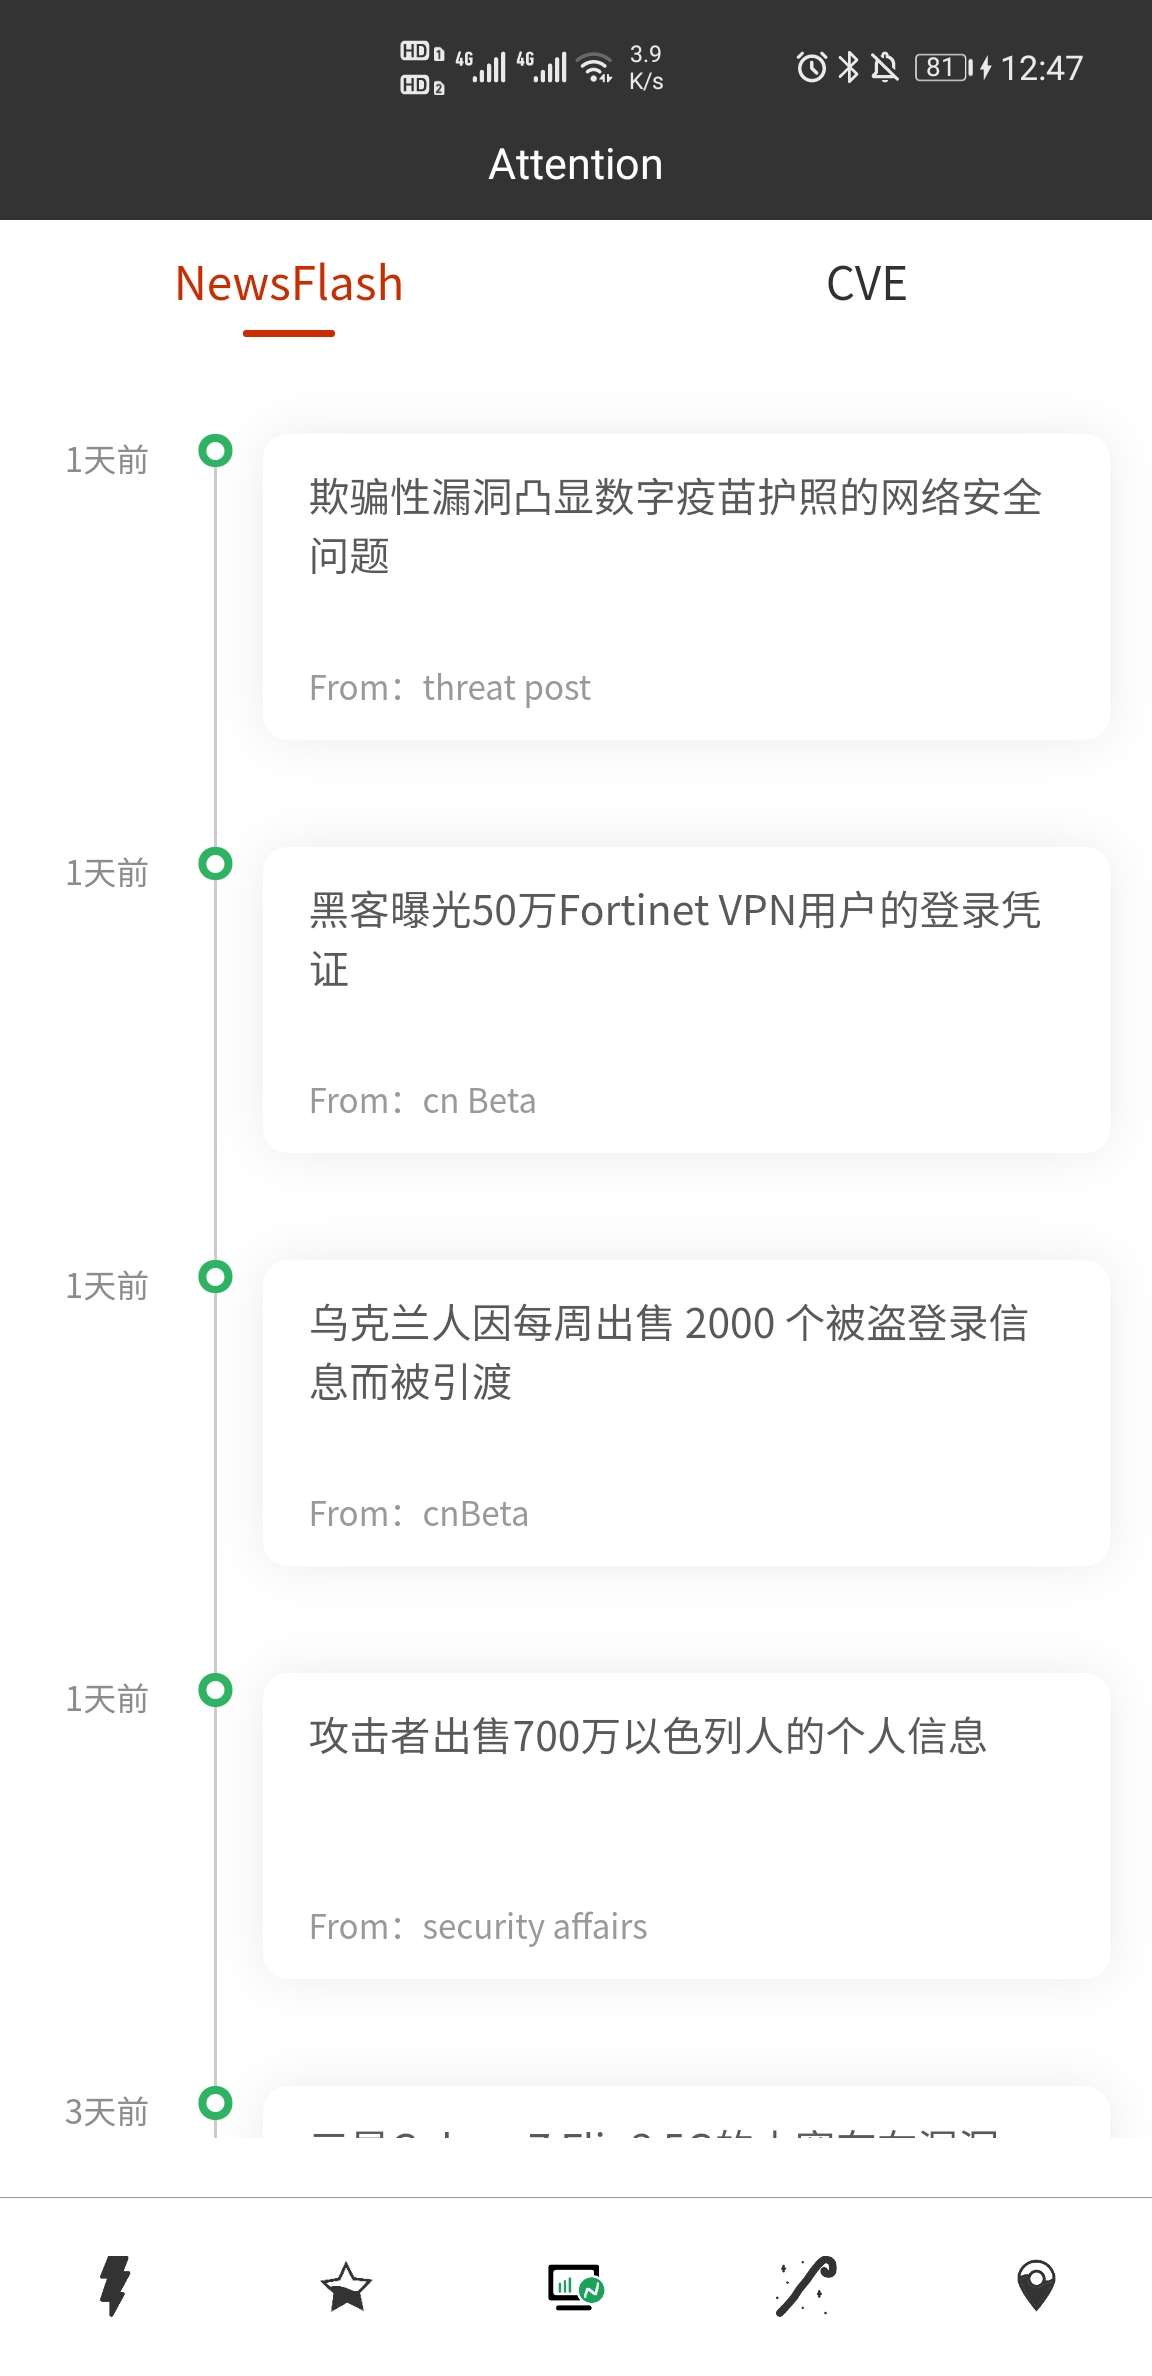 HD 1 4G 4G 3.9 81 12:47
HD 2 K/s
Attention
NewsFlash CVE
1天前
欺骗性漏洞凸显数字疫苗护照的网络安全
问题
From：threat post
1天前
黑客曝光50万Fortinet VPN用户的登录凭
证
From：cn Beta
1天前
乌克兰人因每周出售 2000 个被盗登录信
息而被引渡
From：cnBeta
1天前
攻击者出售700万以色列人的个人信息
From：security affairs
3天前